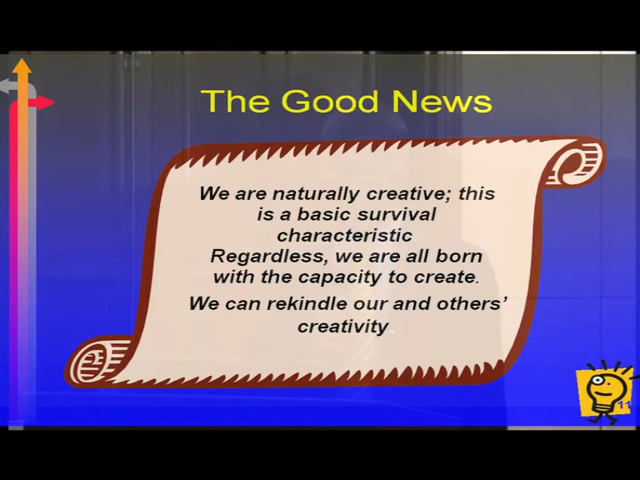 The Good News
We are naturally creative; this
is a basic survival
characteristic
Regardless, we are all born
with the capacity to create.
We can rekindle our and others’
creativity
11